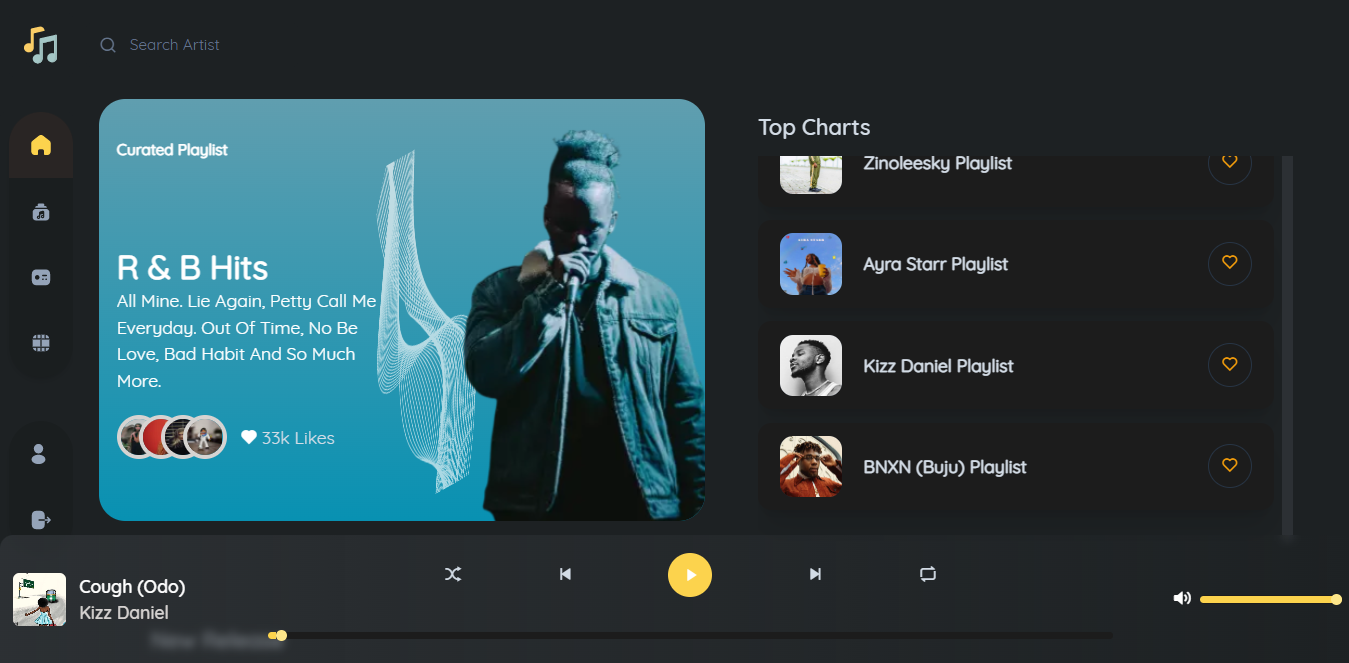 Search Artist
Curated Playlist
R & B Hits
All Mine. Lie Again, Petty Call Me
Everyday. Out Of Time, No Be
Love, Bad Habit And So Much
More.
33k Likes
Top Charts
Zinoleesky Playlist
Ayra Starr Playlist
Kizz Daniel Playlist
BNXN (Buju) Playlist
Cough (Odo)
Kizz Daniel
New Release